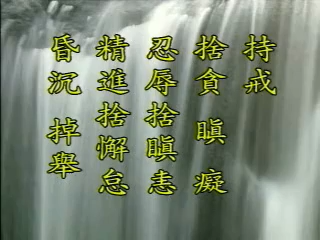 持戒
捨貪 瞋 癡
忍辱捨瞋恚
精進捨懈怠
昏沉 掉舉